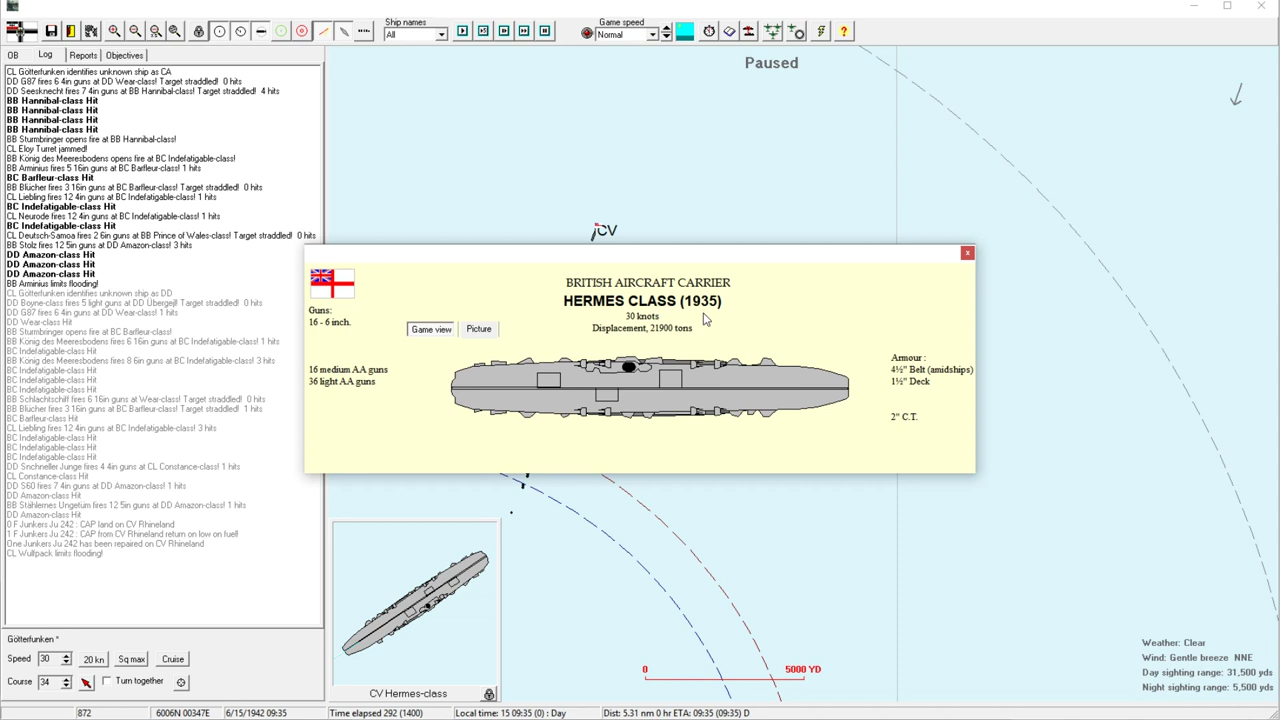 Ship names
All
Game speed
Normal
OB
Log
Reports
Objectives
Paused
CL Götterfunken identifies unknown ship as CA
DD G87 fires 6 4in guns at DD Wear-class! Target straddled!  0 hits
DD Seesknecht fires 7 4in guns at BB Hannibal-class! Target straddled!  4 hits
BB Hannibal-class Hit
BB Hannibal-class Hit
BB Hannibal-class Hit
BB Hannibal-class Hit
BB Sturmbringer opens fire at BB Hannibal-class!
CL Eloy Turret jammed!
BB König des Meeresbodens opens fire at BC Indefatigable-class!
BB Arminius fires 5 16in guns at BC Barfleur-class! 1 hits
BC Barfleur-class Hit
BB Blücher fires 3 16in guns at BC Barfleur-class! Target straddled!  0 hits
CL Liebling fires 12 4in guns at BC Indefatigable-class! 1 hits
BC Indefatigable-class Hit
CL Neurode fires 12 4in guns at BC Indefatigable-class! 1 hits
BC Indefatigable-class Hit
CL Deutsch-Samoa fires 2 6in guns at BB Prince of Wales-class! Target straddled!  0 hits
BB Stolz fires 12 5in guns at DD Amazon-class! 3 hits
DD Amazon-class Hit
DD Amazon-class Hit
DD Amazon-class Hit
BB Arminius limits flooding!
CL Götterfunken identifies unknown ship as DD
DD Boyne-class fires 5 light guns at DD Übergeil! Target straddled!  0 hits
DD G87 fires 6 4in guns at DD Wear-class! 1 hits
DD Wear-class Hit
BB Sturmbringer opens fire at BB Hannibal-class!
BB König des Meeresbodens fires 6 16in guns at BC Indefatigable-class! 1 hits
BC Indefatigable-class Hit
BB König des Meeresbodens fires 8 6in guns at BC Indefatigable-class! 3 hits
BC Indefatigable-class Hit
BC Indefatigable-class Hit
BC Indefatigable-class Hit
BB Schlachtschiff fires 6 16in guns at Wear-class! Target straddled!  0 hits
BB Blücher fires 3 16in guns at BC Barfleur-class! Target straddled!  1 hits
BC Barfleur-class Hit
CL Liebling fires 12 4in guns at BC Indefatigable-class! 3 hits
BC Indefatigable-class Hit
BC Indefatigable-class Hit
BC Indefatigable-class Hit
DD Snchneller Junge fires 4 4in guns at CL Constance-class! 1 hits
CL Constance-class Hit
DD S60 fires 7 4in guns at DD Amazon-class! 1 hits
DD Amazon-class Hit
BB Stählernes Ungetüm fires 12 5in guns at DD Amazon-class! 1 hits
DD Amazon-class Hit
0 F Junkers Ju 242 : CAP land on CV Rhineland
1 F Junkers Ju 242 : CAP from CV Rhineland return on low on fuel!
One Junkers Ju 242 has been repaired on CV Rhineland
CL Wulfpack limits flooding!
CV
x
BRITISH AIRCRAFT CARRIER
HERMES CLASS (1935)
30 knots
Displacement, 21900 tons
Guns:
16 - 6 inch.
Game view
Picture
16 medium AA guns
36 light AA guns
Armour :
4½" Belt (amidships)
1½" Deck
2" C.T.
CV Hermes-class
0
5000 YD
Weather: Clear
Wind: Gentle breeze  NNE
Day sighting range: 31,500 yds
Night sighting range: 5,500 yds
Götterfunken *
Speed
30
20 kn
Sq max
Cruise
Course
34
Turn together
872
6006N 00347E
6/15/1942 09:35
Time elapsed 292 (1400)
Local time: 15 09:35 (0) : Day
Dist: 5.31 nm 0 hr ETA: 09:35 (09:35) D